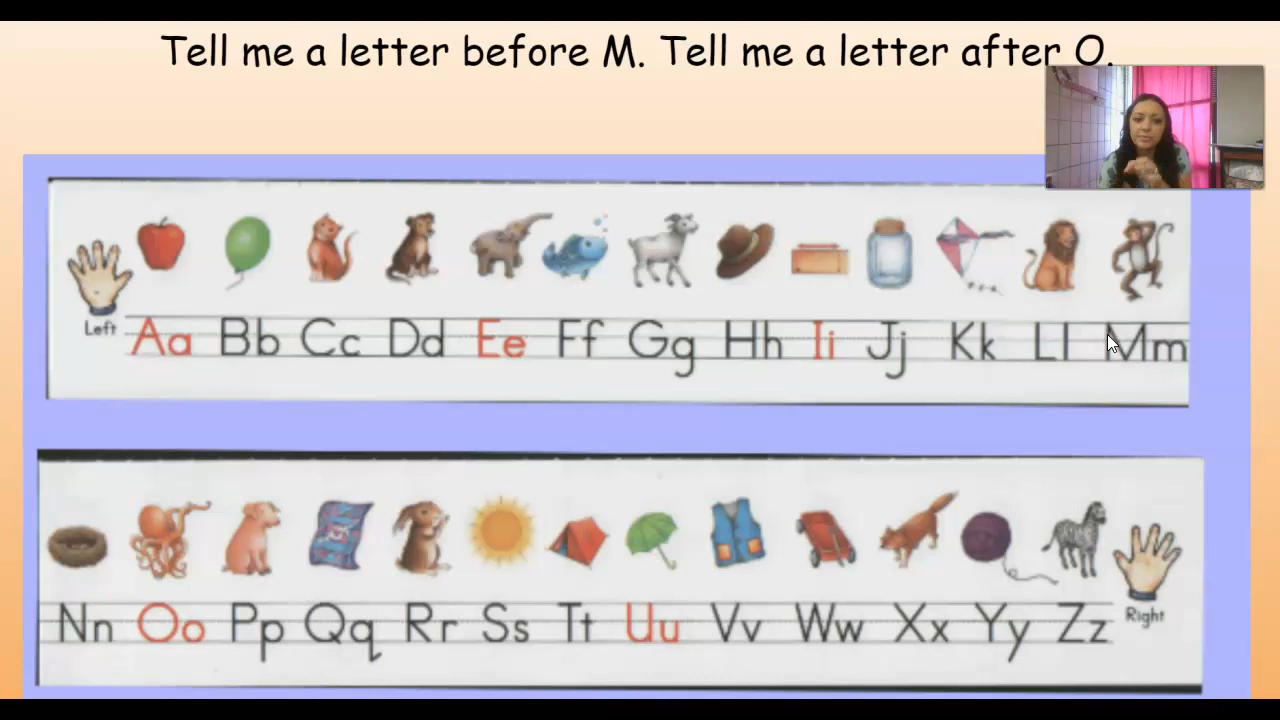 Tell me a letter before M. Tell me a letter after O.
Left Aa Bb Cc Dd Ee Ff Gg Hh Ii Jj Kk Ll Mm
Nn Oo Pp Qq Rr Ss Tt Uu Vv Ww Xx Yy Zz Right